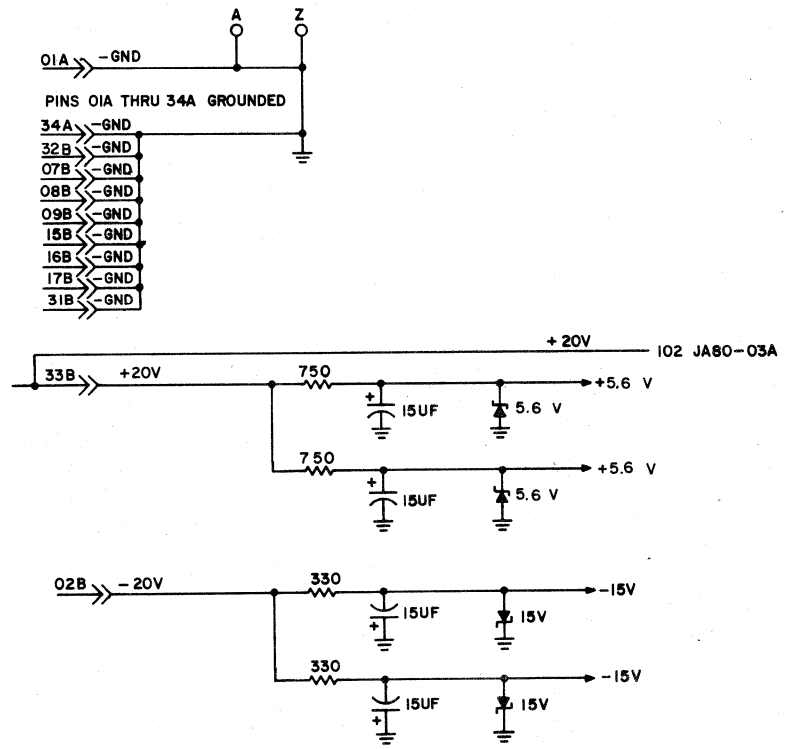 A Z
01A -GND
PINS 01A THRU 34A GROUNDED
34A -GND
32B -GND
07B -GND
08B -GND
09B -GND
15B -GND
16B -GND
17B -GND
31B -GND
+20V 102 JA80-03A
33B +20V 750 +5.6 V
+ 15UF 5.6 V
750 +5.6 V
+ 15UF 5.6 V
02B -20V 330 -15V
+ 15UF 15V
330 -15V
+ 15UF 15V